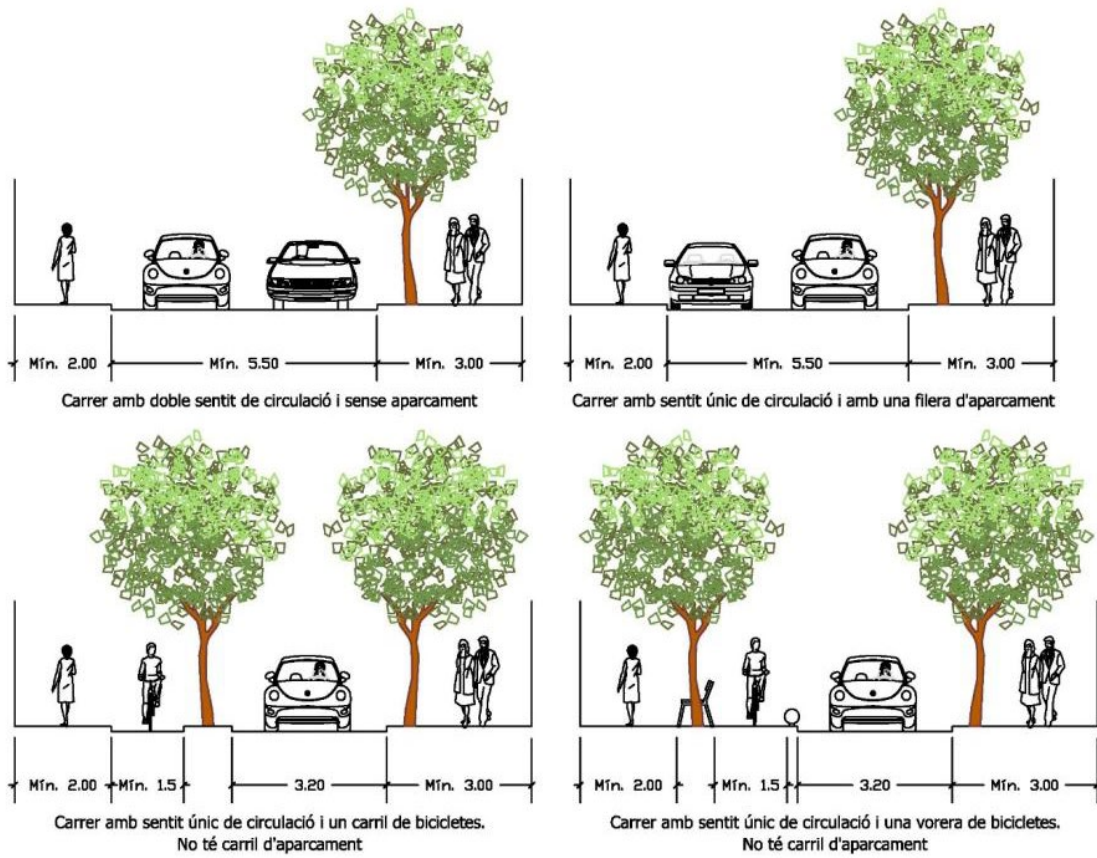 Mín. 2.00 Mín. 5.50 Mín. 3.00
Carrer amb doble sentit de circulació i sense aparcament
Mín. 2.00 Mín. 5.50 Mín. 3.00
Carrer amb sentit únic de circulació i amb una filera d'aparcament
Mín. 2.00 Mín. 1.5 3.20 Mín. 3.00
Carrer amb sentit únic de circulació i un carril de bicicletes.
No té carril d'aparcament
Mín. 2.00 Mín. 1.5 3.20 Mín. 3.00
Carrer amb sentit únic de circulació i una vorera de bicicletes.
No té carril d'aparcament